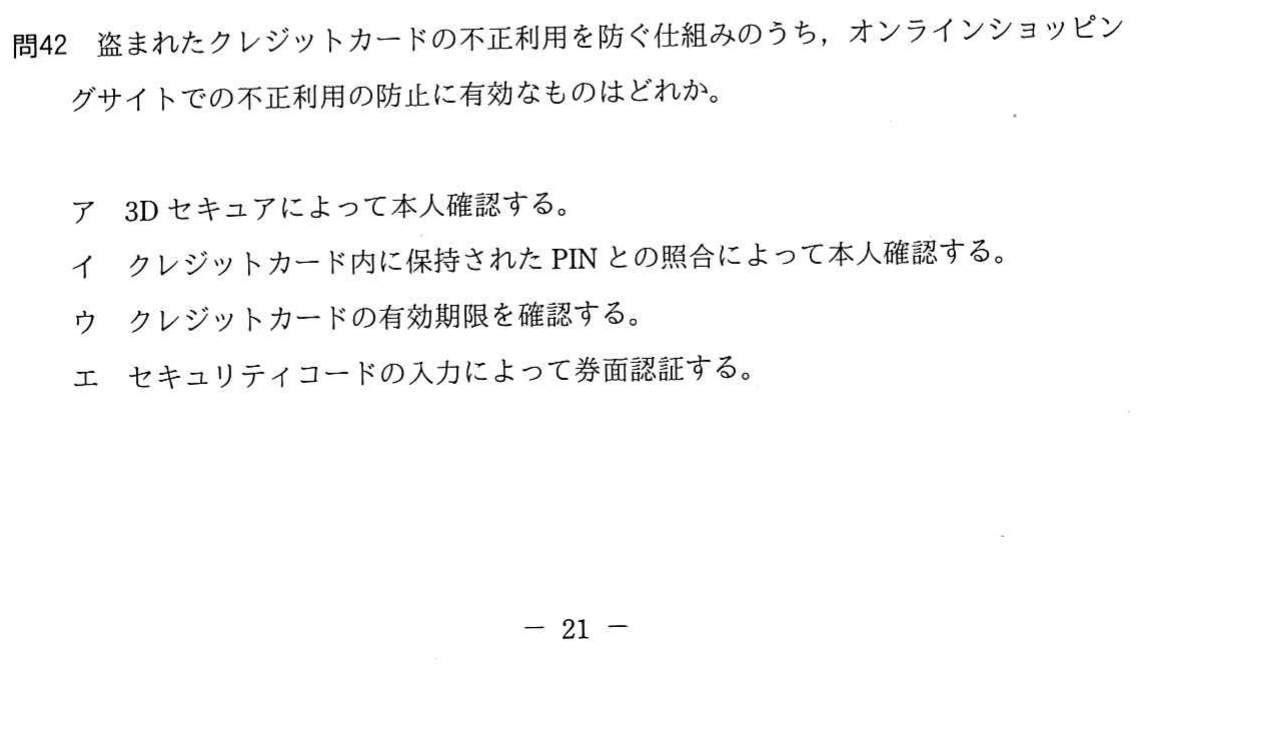 問42 盗まれたクレジットカードの不正利用を防ぐ仕組みのうち，オンラインショッピン
グサイトでの不正利用の防止に有効なものはどれか。
ア 3D セキュアによって本人確認する。
イ クレジットカード内に保持された PIN との照合によって本人確認する。
ウ クレジットカードの有効期限を確認する。
エ セキュリティコードの入力によって券面認証する。
－ 21 －